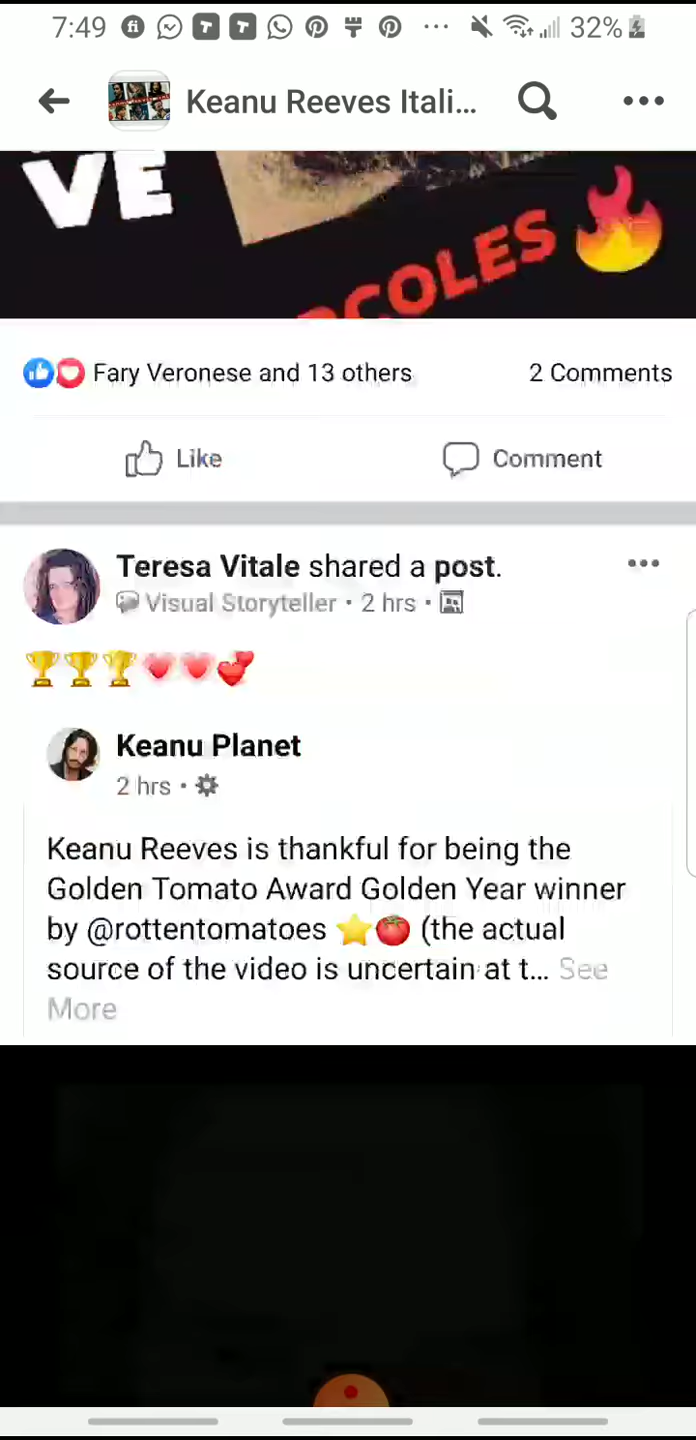 7:49
32%
Keanu Reeves Itali...
VE
COLES
Fary Veronese and 13 others
2 Comments
Like
Comment
Teresa Vitale shared a post.
Visual Storyteller • 2 hrs •
Keanu Planet
2 hrs •
Keanu Reeves is thankful for being the
Golden Tomato Award Golden Year winner
by @rottentomatoes ⭐🍅 (the actual
source of the video is uncertain at t... See
More